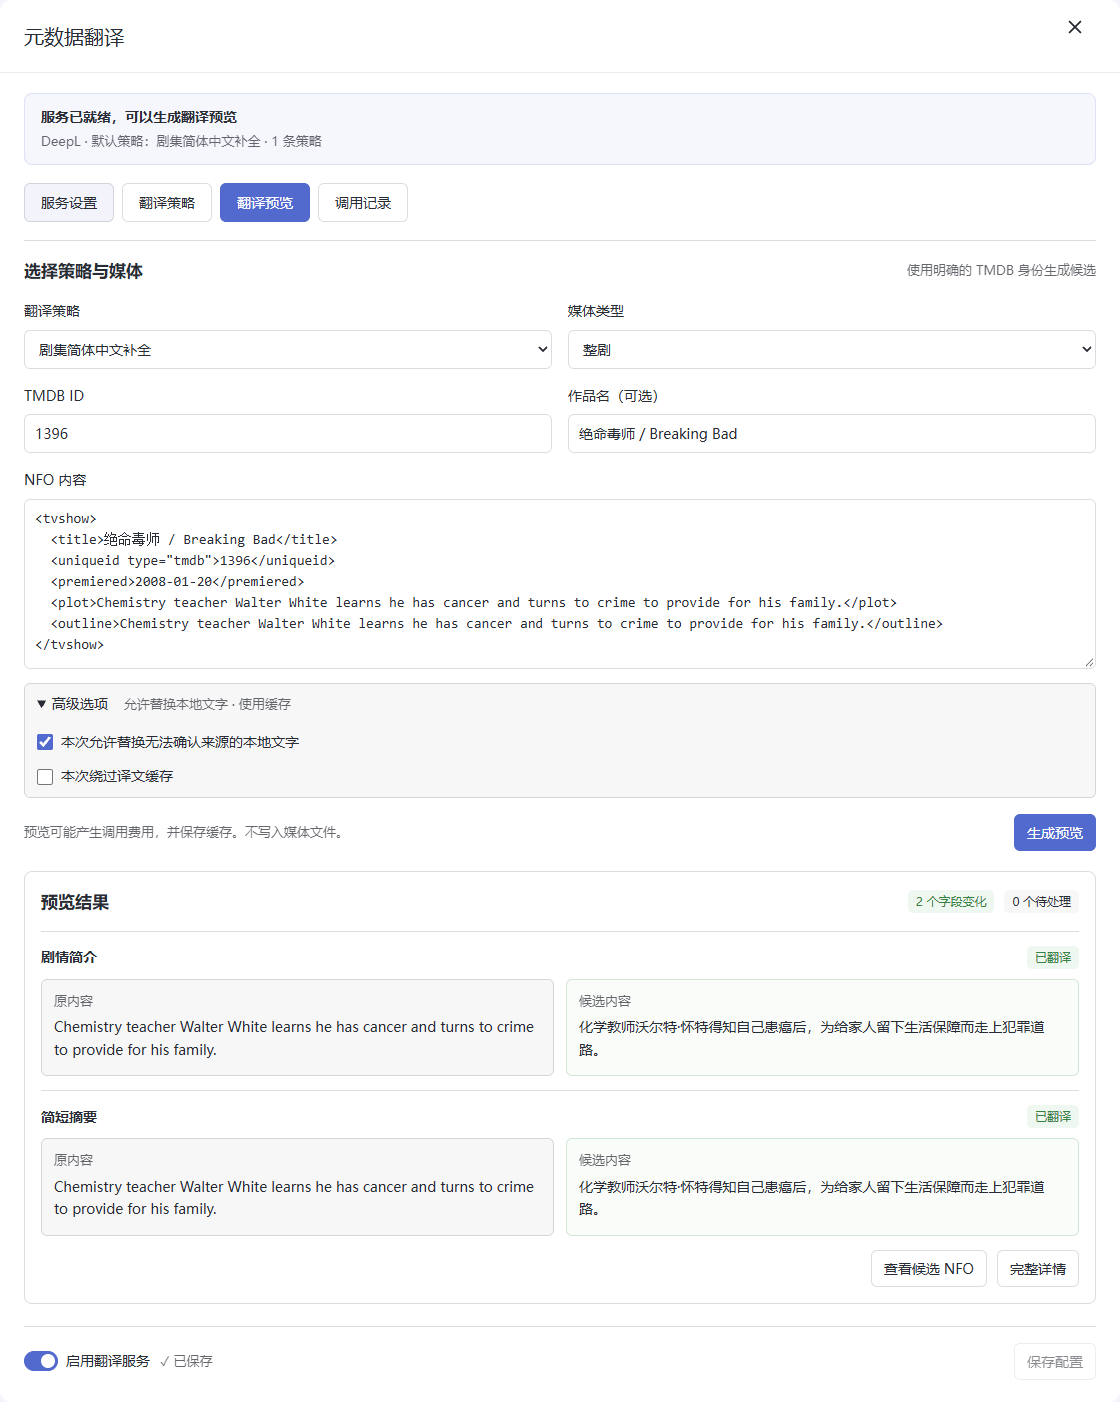 元数据翻译
服务已就绪，可以生成翻译预览
DeepL · 默认策略：剧集简体中文补全 · 1 条策略
服务设置
翻译策略
翻译预览
调用记录
选择策略与媒体
使用明确的 TMDB 身份生成候选
翻译策略
媒体类型
剧集简体中文补全
整剧
TMDB ID
作品名（可选）
1396
绝命毒师 / Breaking Bad
NFO 内容
<tvshow>
  <title>绝命毒师 / Breaking Bad</title>
  <uniqueid type="tmdb">1396</uniqueid>
  <premiered>2008-01-20</premiered>
  <plot>Chemistry teacher Walter White learns he has cancer and turns to crime to provide for his family.</plot>
  <outline>Chemistry teacher Walter White learns he has cancer and turns to crime to provide for his family.</outline>
</tvshow>
▼ 高级选项 允许替换本地文字 · 使用缓存
本次允许替换无法确认来源的本地文字
本次绕过译文缓存
预览可能产生调用费用，并保存缓存。不写入媒体文件。
生成预览
预览结果
2 个字段变化
0 个待处理
剧情简介
已翻译
原内容
Chemistry teacher Walter White learns he has cancer and turns to crime
to provide for his family.
候选内容
化学教师沃尔特·怀特得知自己患癌后，为给家人留下生活保障而走上犯罪道
路。
简短摘要
已翻译
原内容
Chemistry teacher Walter White learns he has cancer and turns to crime
to provide for his family.
候选内容
化学教师沃尔特·怀特得知自己患癌后，为给家人留下生活保障而走上犯罪道
路。
查看候选 NFO
完整详情
启用翻译服务
✓ 已保存
保存配置